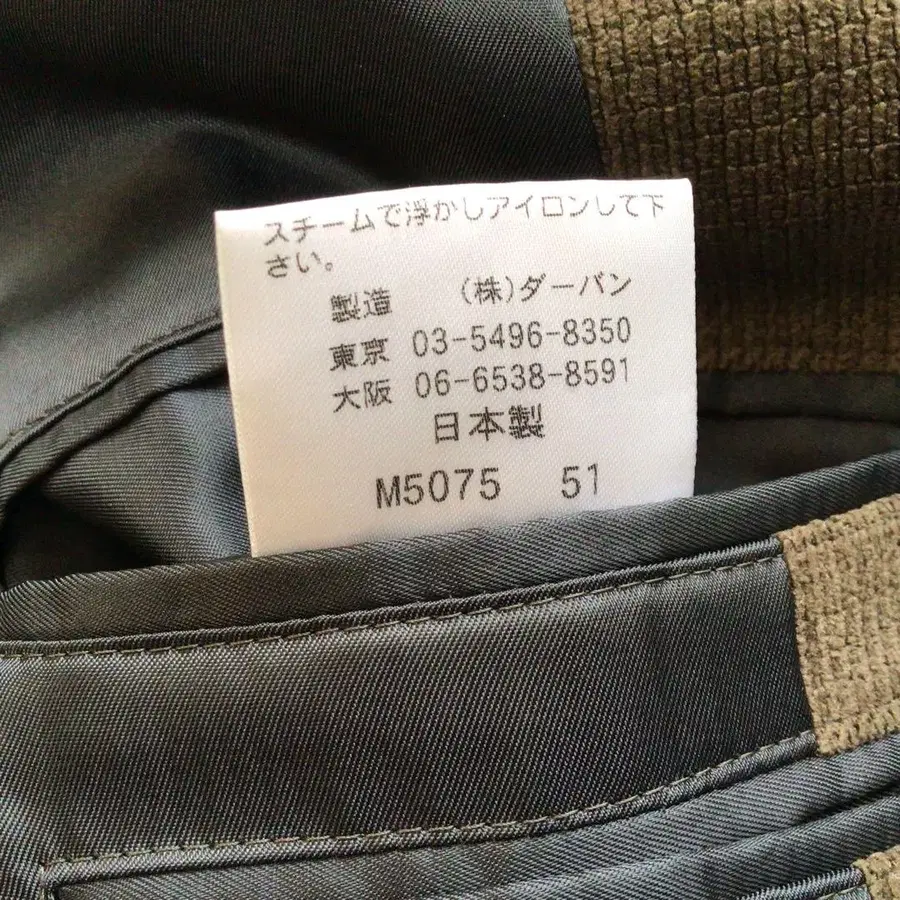 スチームで浮かしアイロンして下
さい。
製造 (株)ダーバン
東京 03-5496-8350
大阪 06-6538-8591
日本製
M5075 51